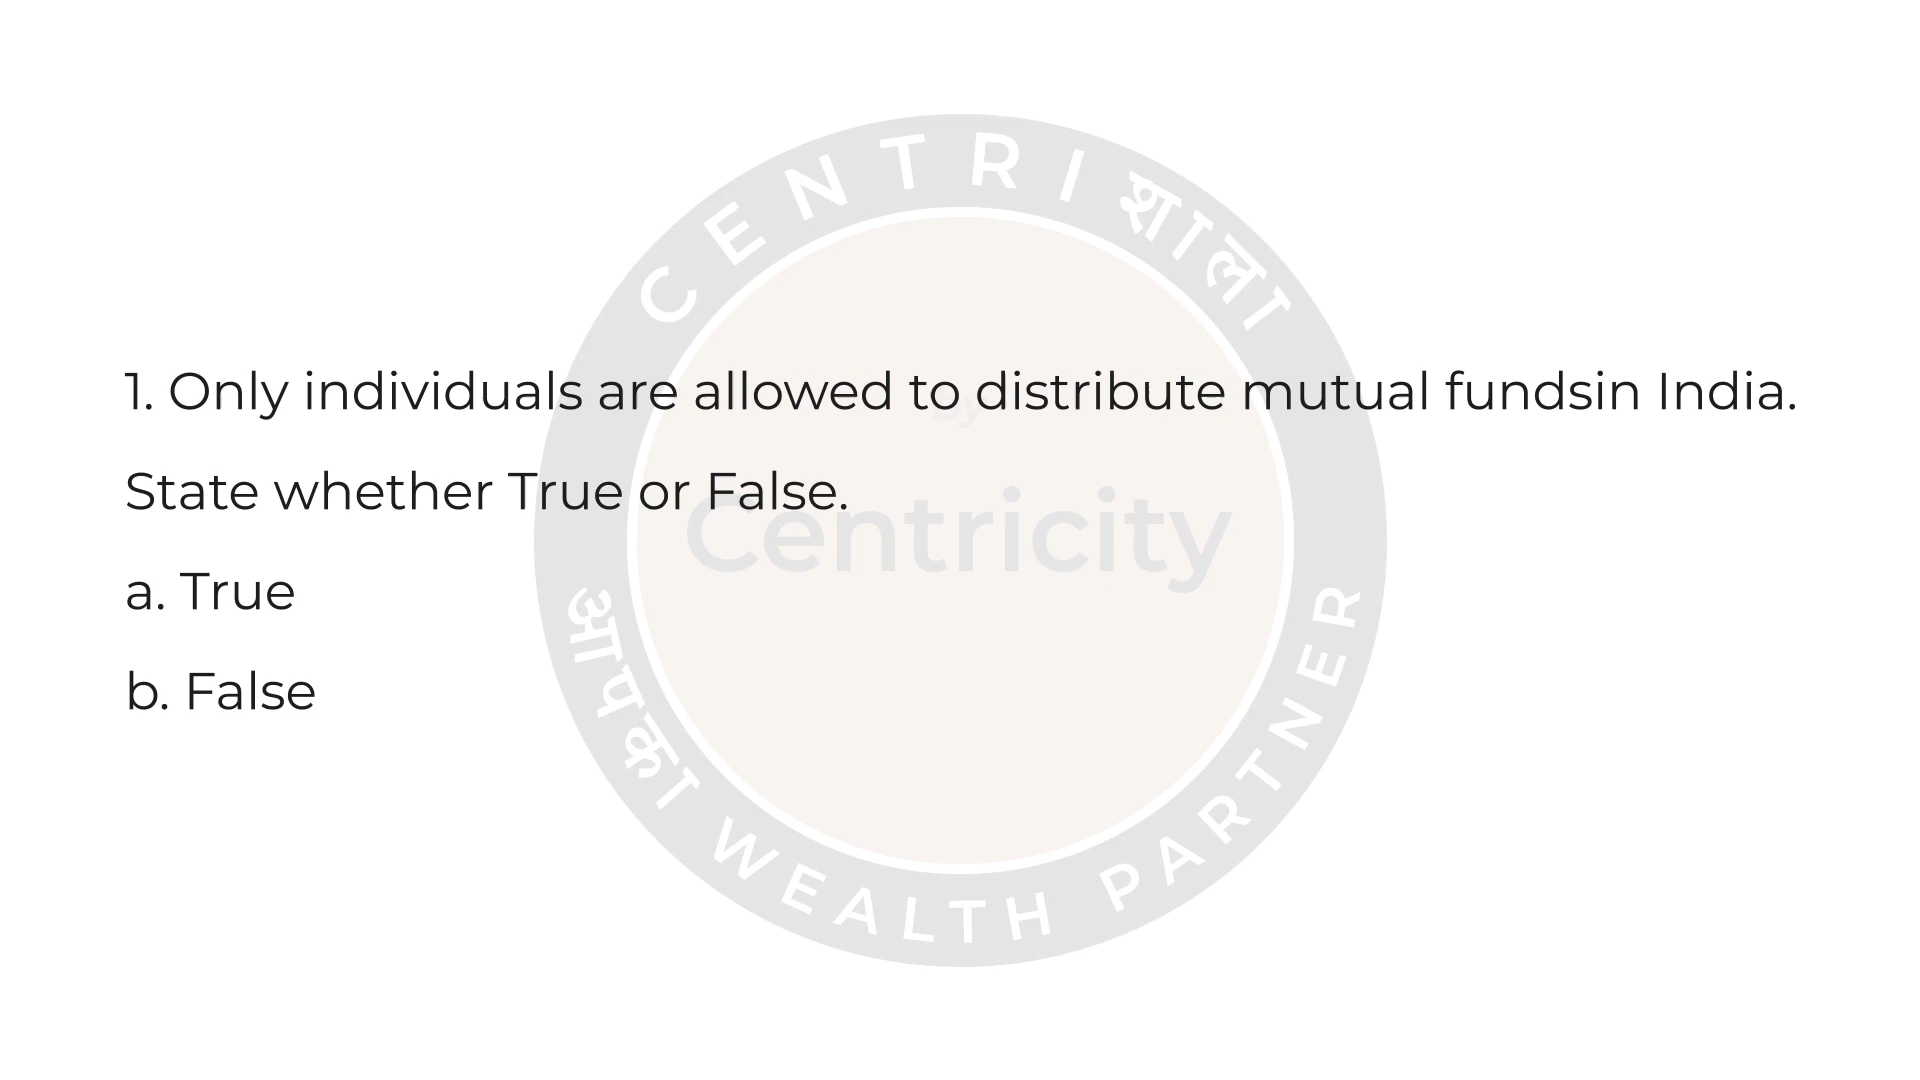 CENTRIशाला
1. Only individuals are allowed to distribute mutual fundsin India.
State whether True or False.
Centricity
a. True
b. False
आपका WEALTH PARTNER